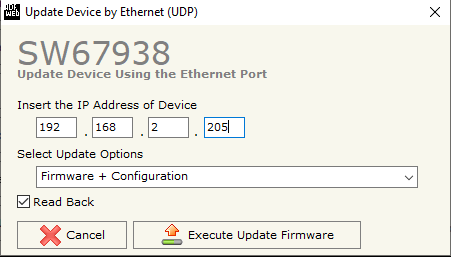 Update Device by Ethernet (UDP)
SW67938
Update Device Using the Ethernet Port
Insert the IP Address of Device
192 . 168 . 2 . 205
Select Update Options
Firmware + Configuration
Read Back
Cancel
Execute Update Firmware